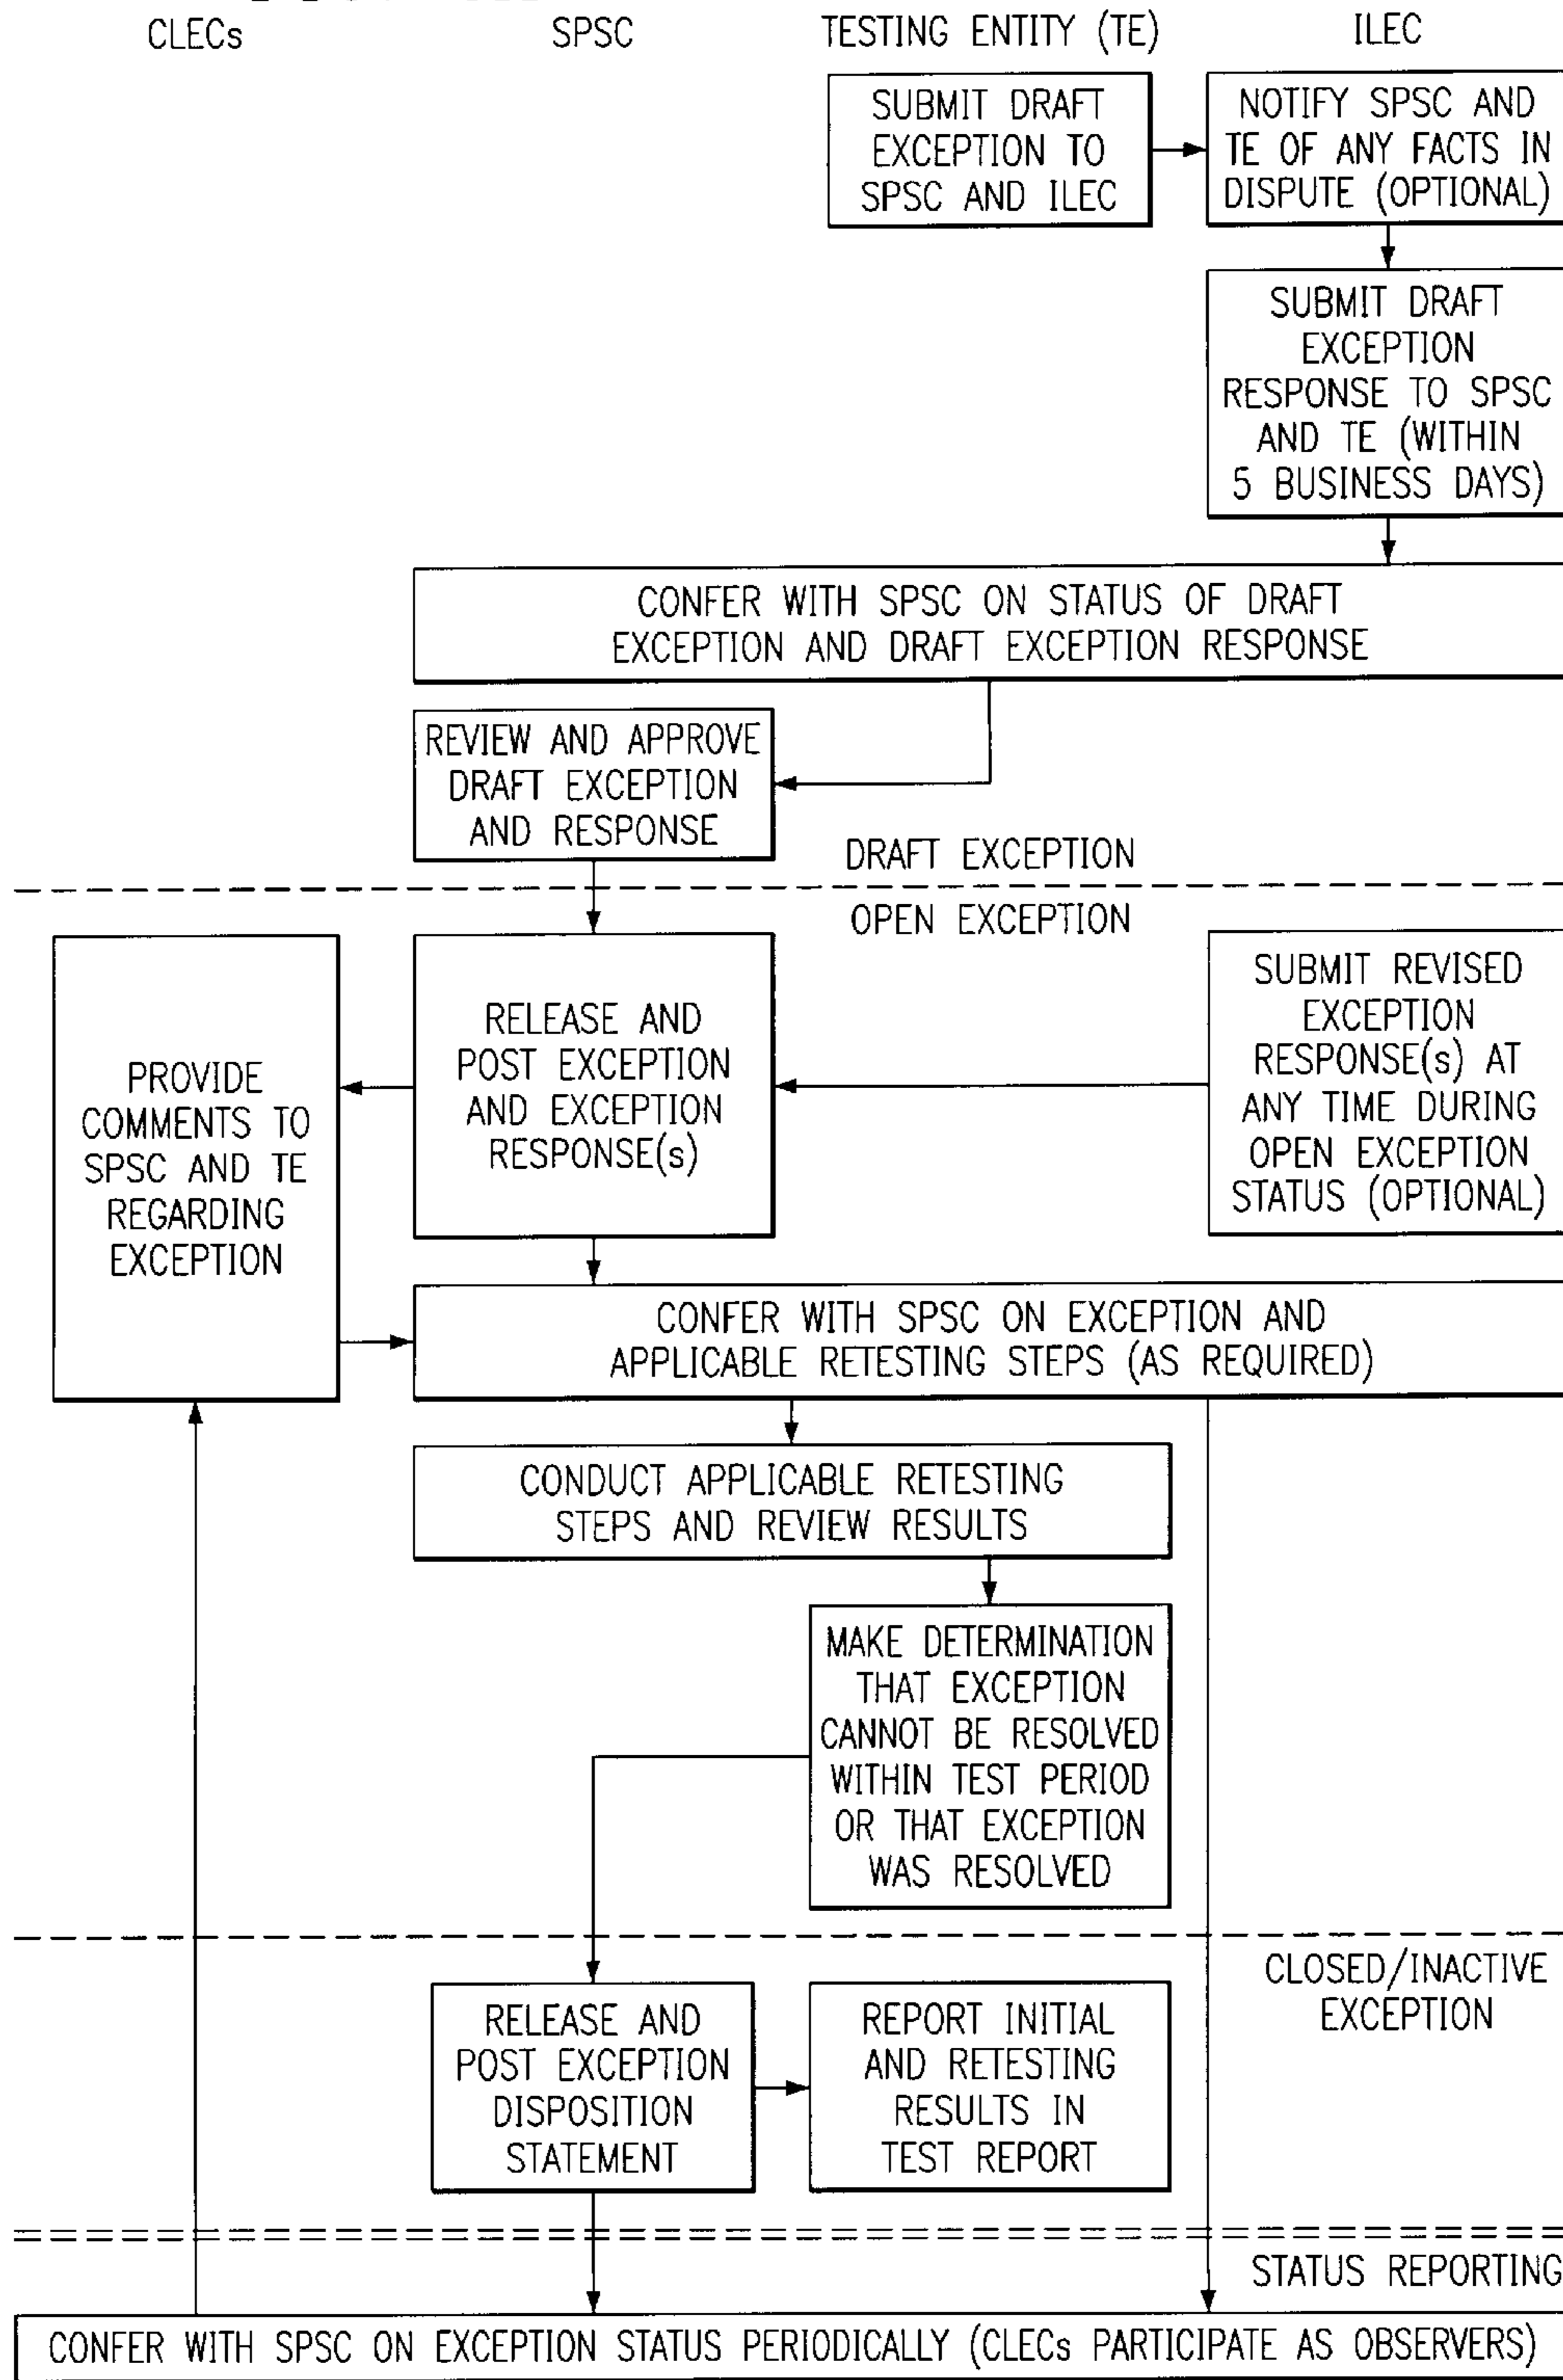 CLECs
SPSC
TESTING ENTITY (TE)
ILEC
SUBMIT DRAFT
EXCEPTION TO
SPSC AND ILEC
NOTIFY SPSC AND
TE OF ANY FACTS IN
DISPUTE (OPTIONAL)
SUBMIT DRAFT
EXCEPTION
RESPONSE TO SPSC
AND TE (WITHIN
5 BUSINESS DAYS)
CONFER WITH SPSC ON STATUS OF DRAFT
EXCEPTION AND DRAFT EXCEPTION RESPONSE
REVIEW AND APPROVE
DRAFT EXCEPTION
AND RESPONSE
DRAFT EXCEPTION
OPEN EXCEPTION
PROVIDE
COMMENTS TO
SPSC AND TE
REGARDING
EXCEPTION
RELEASE AND
POST EXCEPTION
AND EXCEPTION
RESPONSE(s)
SUBMIT REVISED
EXCEPTION
RESPONSE(s) AT
ANY TIME DURING
OPEN EXCEPTION
STATUS (OPTIONAL)
CONFER WITH SPSC ON EXCEPTION AND
APPLICABLE RETESTING STEPS (AS REQUIRED)
CONDUCT APPLICABLE RETESTING
STEPS AND REVIEW RESULTS
MAKE DETERMINATION
THAT EXCEPTION
CANNOT BE RESOLVED
WITHIN TEST PERIOD
OR THAT EXCEPTION
WAS RESOLVED
CLOSED/INACTIVE
EXCEPTION
RELEASE AND
POST EXCEPTION
DISPOSITION
STATEMENT
REPORT INITIAL
AND RETESTING
RESULTS IN
TEST REPORT
STATUS REPORTING
CONFER WITH SPSC ON EXCEPTION STATUS PERIODICALLY (CLECs PARTICIPATE AS OBSERVERS)